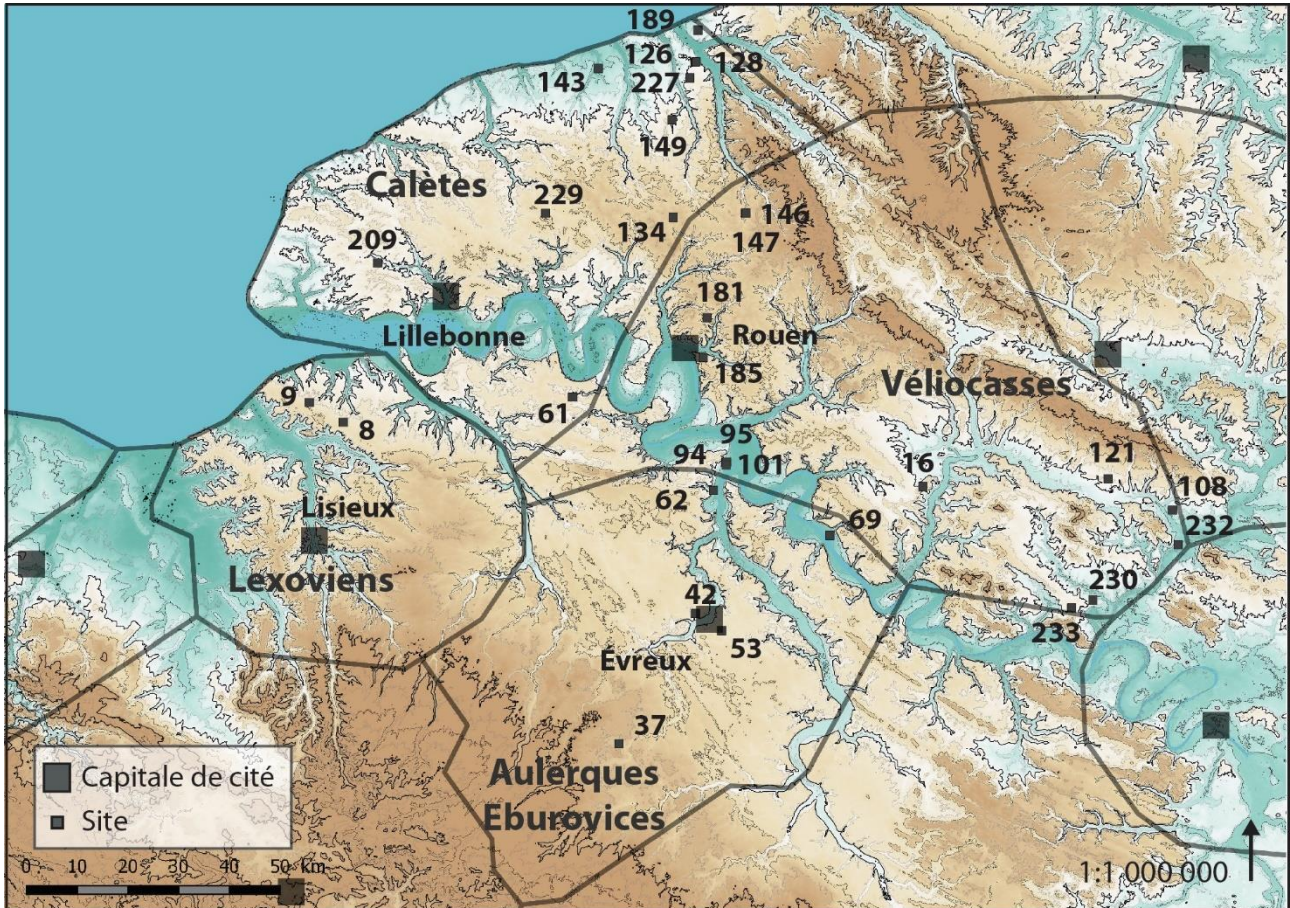 189
126
128
143
227
149
Calètes
229
134
146
147
209
181
Lillebonne
Rouen
185
Véliocasses
9
8
61
95
94
101
16
121
62
108
Lisieux
69
232
Lexoviens
42
230
233
53
Évreux
37
Aulerques
Eburovices
Capitale de cité
Site
0 10 20 30 40 50 km
1:1 000 000